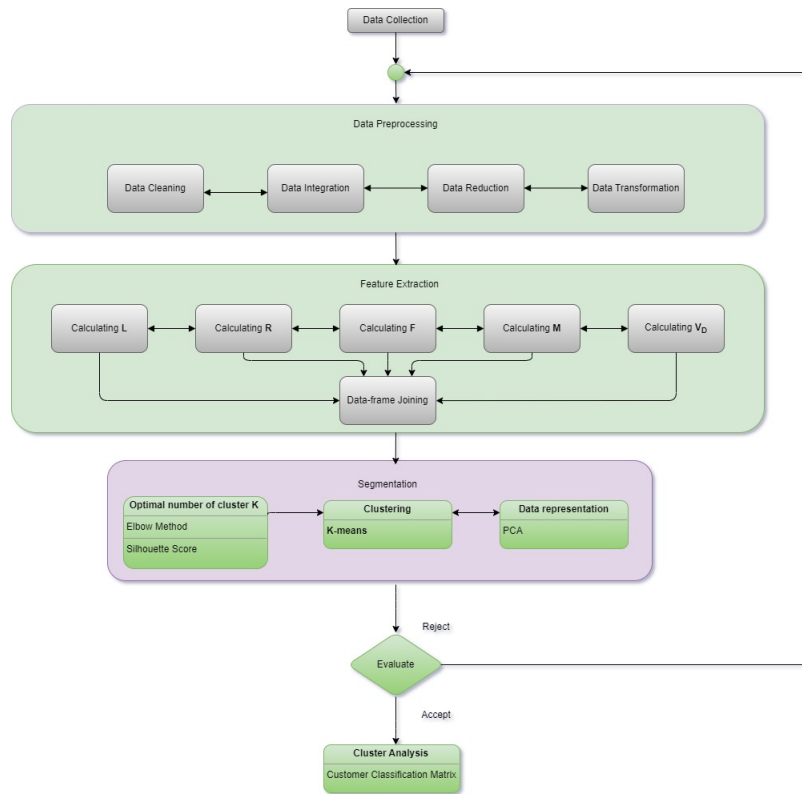 Data Collection
Data Preprocessing
Data Cleaning
Data Integration
Data Reduction
Data Transformation
Feature Extraction
Calculating L
Calculating R
Calculating F
Calculating M
Calculating V_D
Data-frame Joining
Segmentation
Optimal number of cluster K
Elbow Method
Silhouette Score
Clustering
K-means
Data representation
PCA
Reject
Evaluate
Accept
Cluster Analysis
Customer Classification Matrix